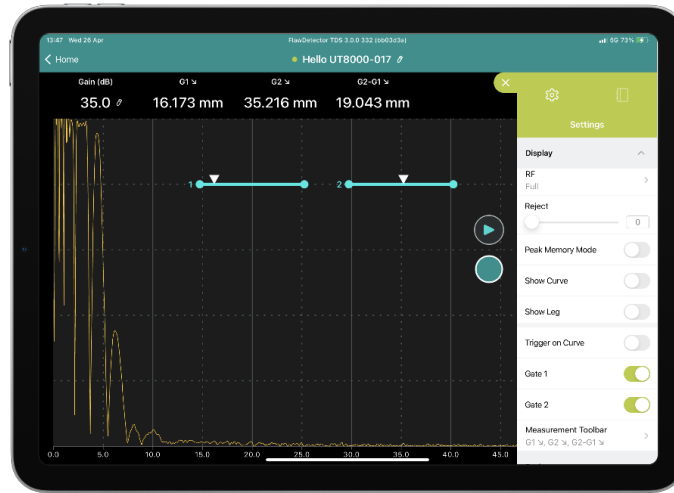 13:47 Wed 26 Apr
FlawDetector TDS 3.0.0 332 (bb03d3a)
5G 73%
Home
Hello UT8000-017
Gain (dB) G1 ↘ G2 ↘ G2-G1 ↘
35.0 16.173 mm 35.216 mm 19.043 mm
1 2
0.0 5.0 10.0 15.0 20.0 25.0 30.0 35.0 40.0 45.0
Settings
Display
RF
Full
Reject
0
Peak Memory Mode
Show Curve
Show Leg
Trigger on Curve
Gate 1
Gate 2
Measurement Toolbar
G1 ↘, G2 ↘, G2-G1 ↘